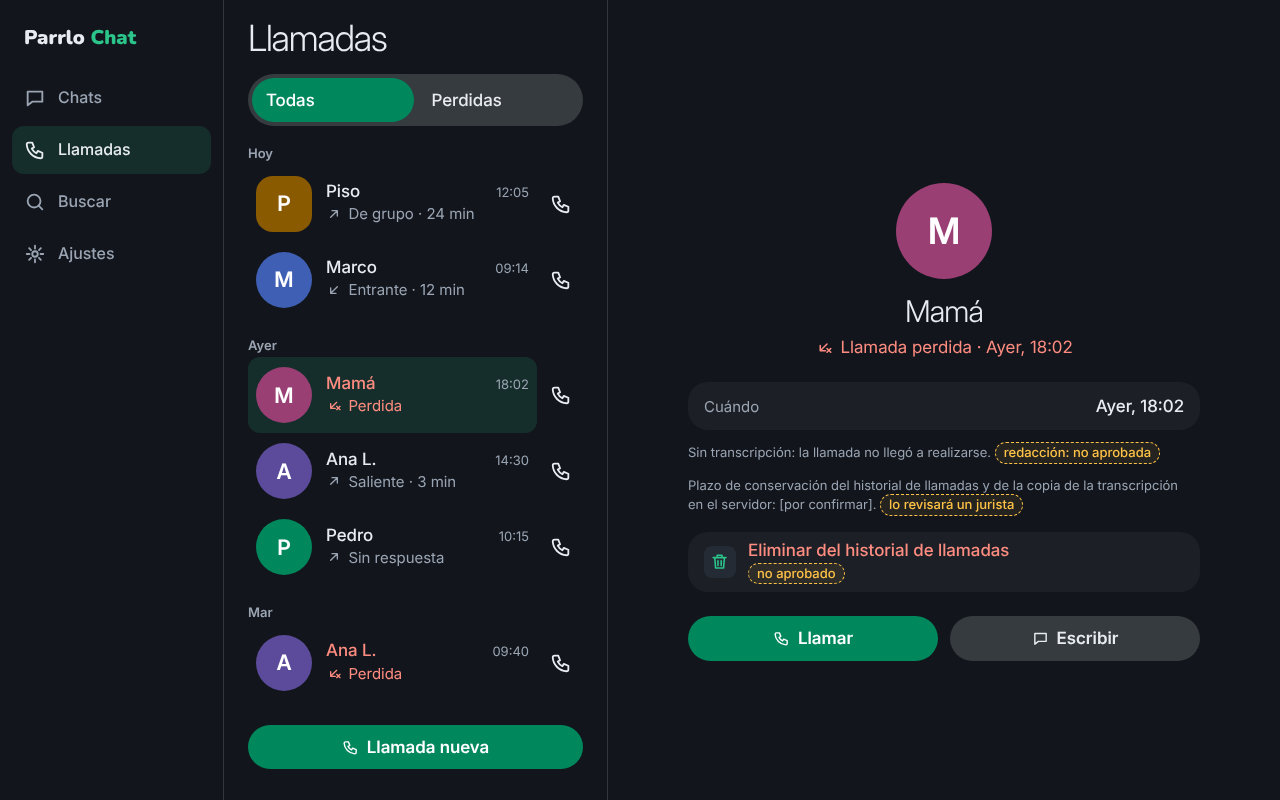 Parrlo Chat
Chats
Llamadas
Buscar
Ajustes
Llamadas
Todas
Perdidas
Hoy
P
Piso
12:05
De grupo · 24 min
M
Marco
09:14
Entrante · 12 min
Ayer
M
Mamá
18:02
Perdida
A
Ana L.
14:30
Saliente · 3 min
P
Pedro
10:15
Sin respuesta
Mar
A
Ana L.
09:40
Perdida
Llamada nueva
M
Mamá
Llamada perdida · Ayer, 18:02
Cuándo
Ayer, 18:02
Sin transcripción: la llamada no llegó a realizarse. redacción: no aprobada
Plazo de conservación del historial de llamadas y de la copia de la transcripción
en el servidor: [por confirmar]. lo revisará un jurista
Eliminar del historial de llamadas
no aprobado
Llamar
Escribir